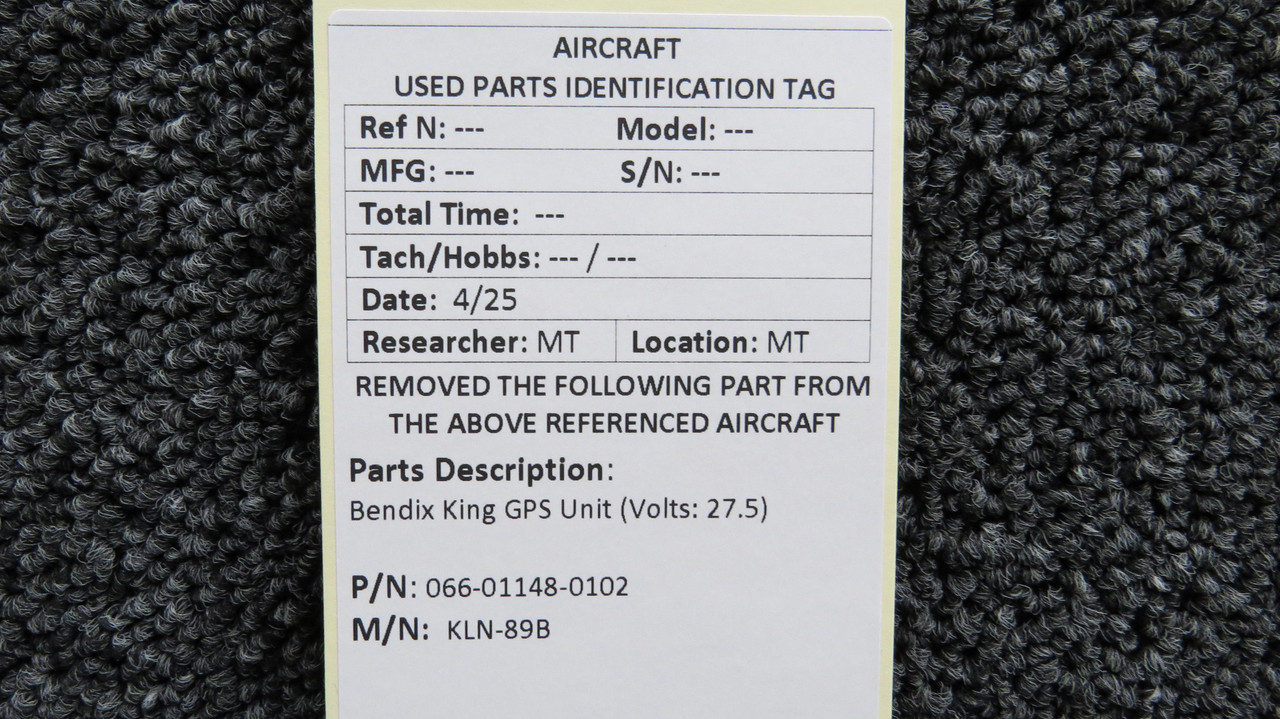 AIRCRAFT
USED PARTS IDENTIFICATION TAG
Ref N: --- Model: ---
MFG: --- S/N: ---
Total Time: ---
Tach/Hobbs: --- / ---
Date: 4/25
Researcher: MT Location: MT
REMOVED THE FOLLOWING PART FROM
THE ABOVE REFERENCED AIRCRAFT
Parts Description:
Bendix King GPS Unit (Volts: 27.5)
P/N: 066-01148-0102
M/N: KLN-89B